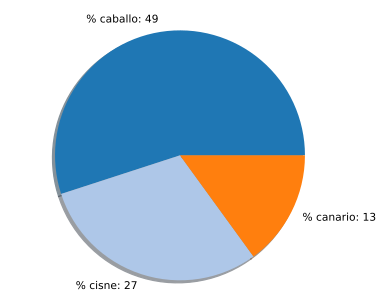 % caballo: 49
% canario: 13
% cisne: 27